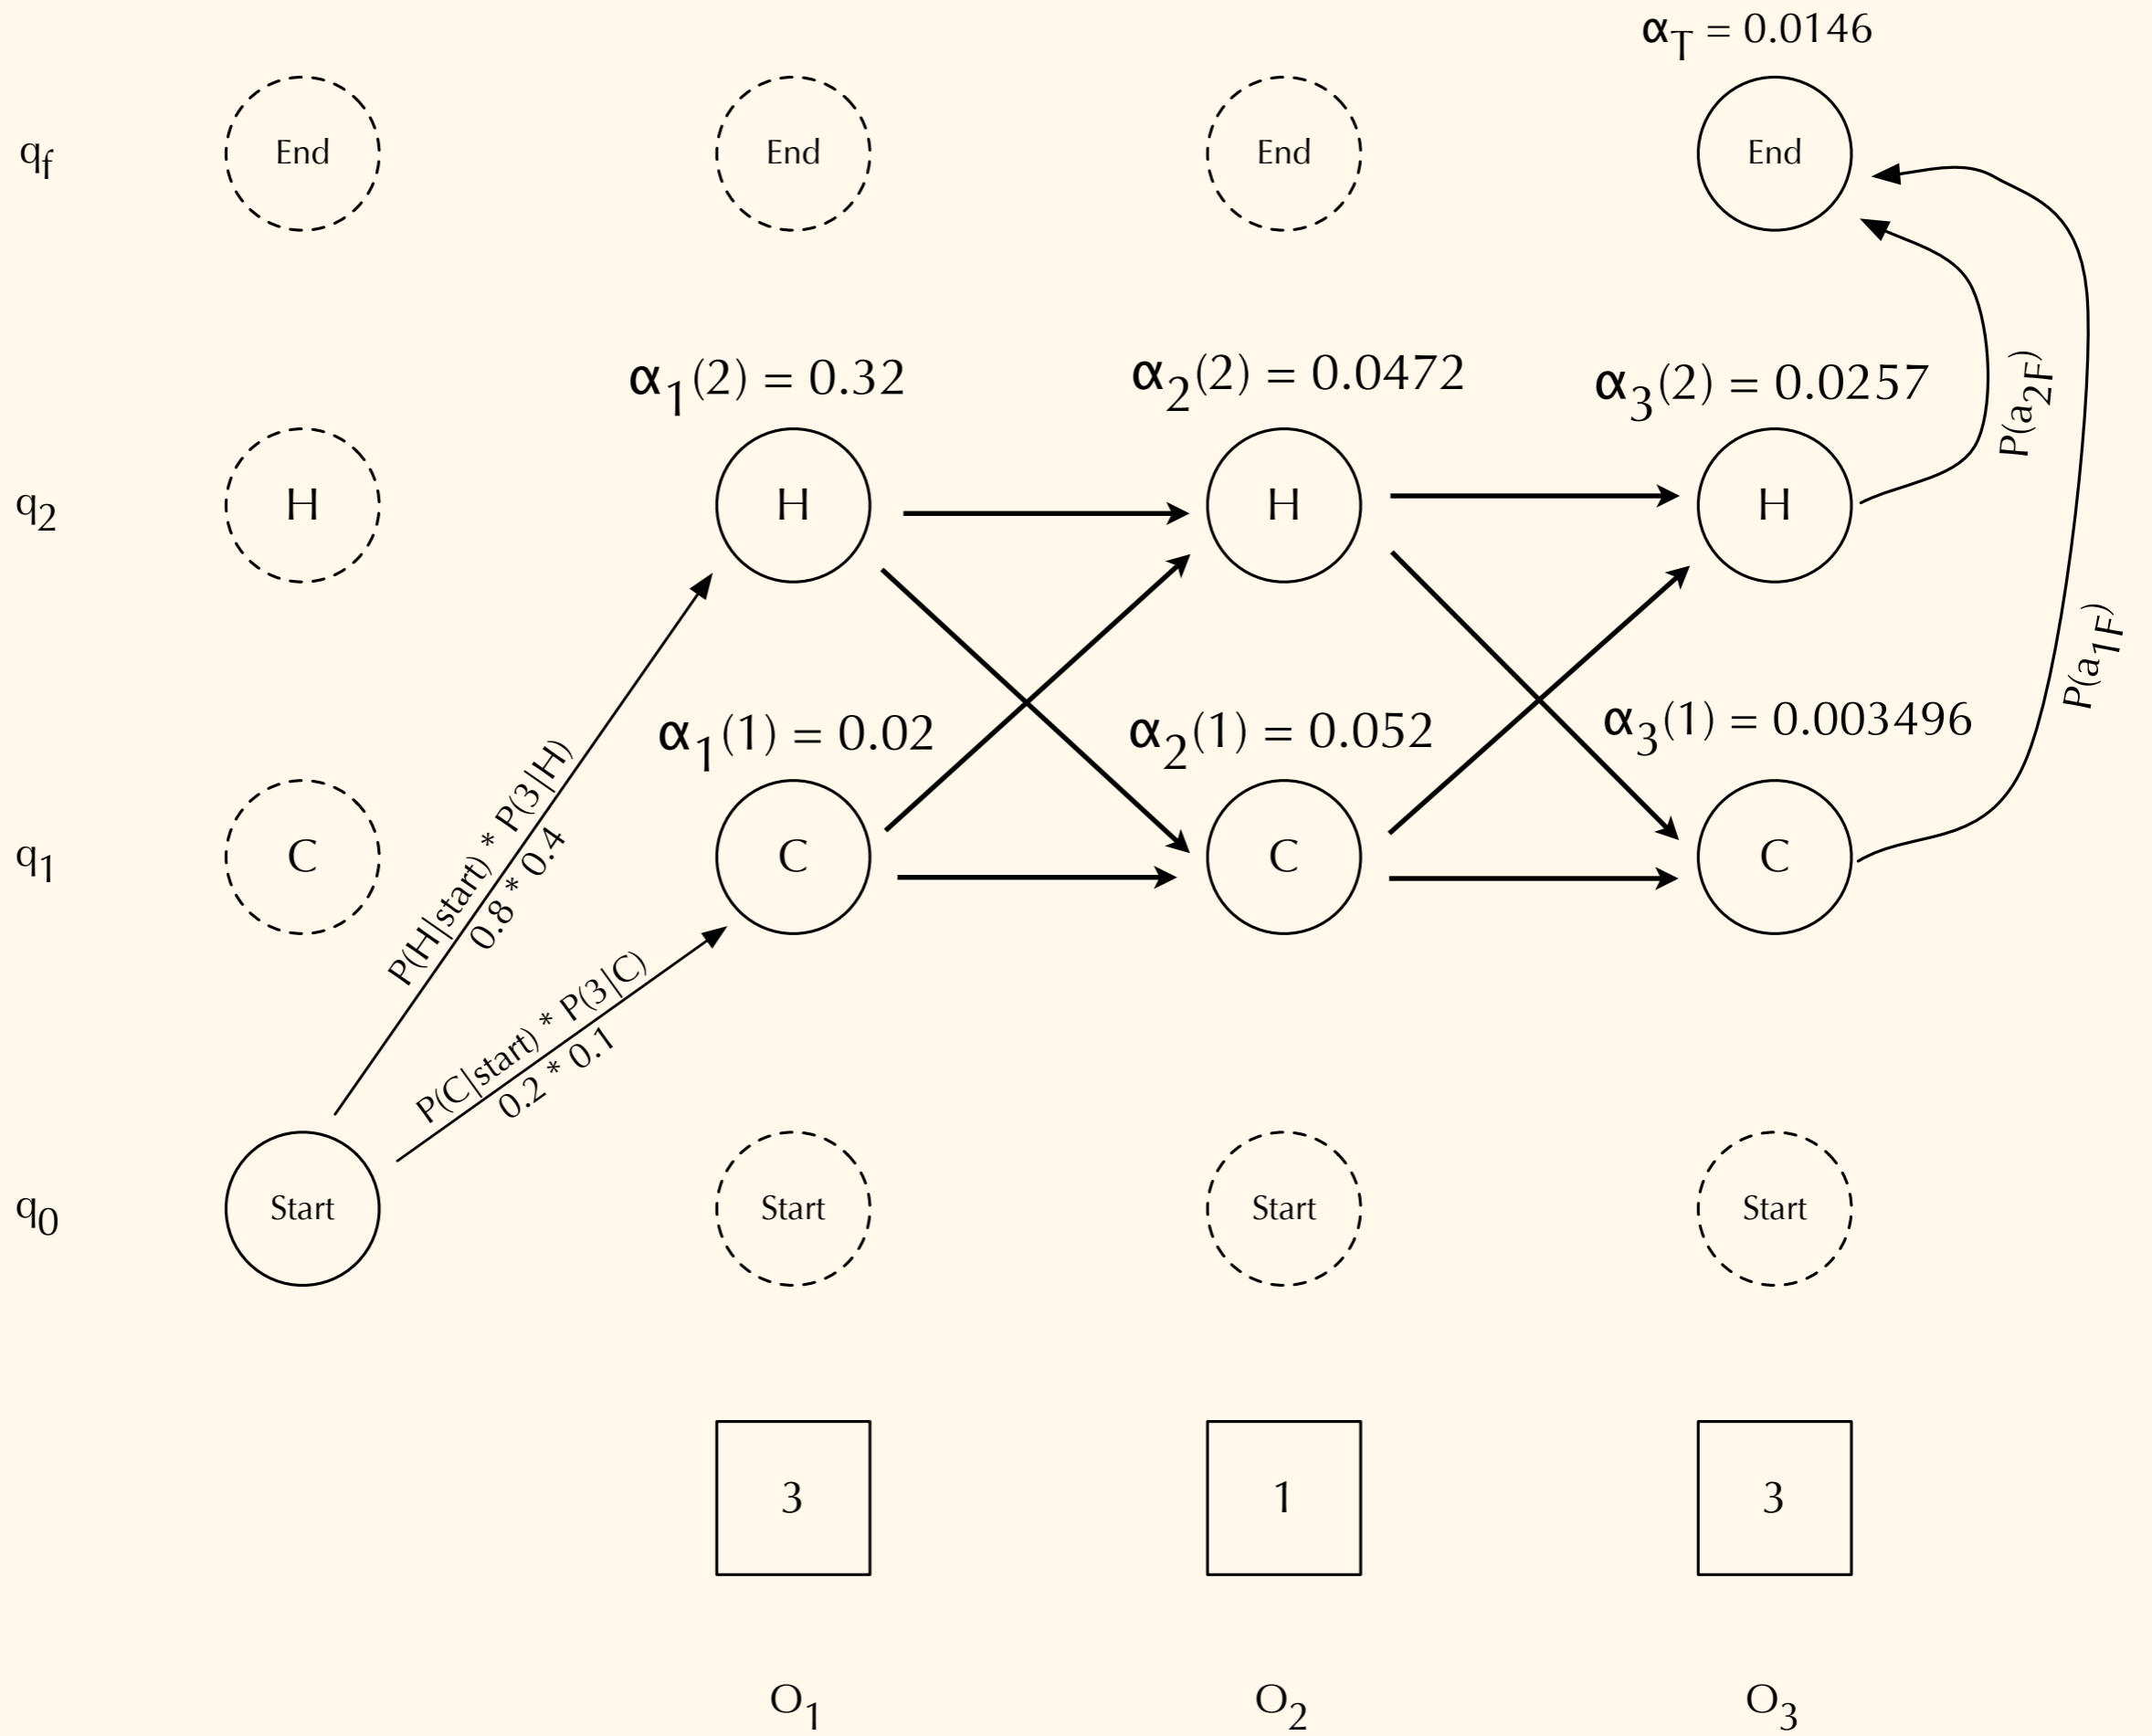 α_T = 0.0146
q_f End End End End
α_1(2) = 0.32 α_2(2) = 0.0472 α_3(2) = 0.0257
P(a_2F)
q_2 H H H H
P(a_1F)
α_1(1) = 0.02 α_2(1) = 0.052 α_3(1) = 0.003496
q_1 C C C C
P(H|start) * P(3|H)
0.8 * 0.4
P(C|start) * P(3|C)
0.2 * 0.1
q_0 Start Start Start Start
3 1 3
O_1 O_2 O_3